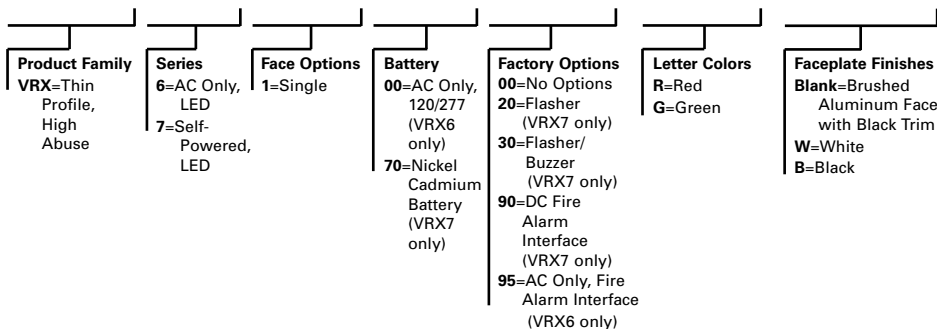 Product Family
VRX=Thin
Profile,
High
Abuse
Series
6=AC Only,
LED
7=Self-
Powered,
LED
Face Options
1=Single
Battery
00=AC Only,
120/277
(VRX6
only)
70=Nickel
Cadmium
Battery
(VRX7
only)
Factory Options
00=No Options
20=Flasher
(VRX7 only)
30=Flasher/
Buzzer
(VRX7 only)
90=DC Fire
Alarm
Interface
(VRX7 only)
95=AC Only, Fire
Alarm Interface
(VRX6 only)
Letter Colors
R=Red
G=Green
Faceplate Finishes
Blank=Brushed
Aluminum Face
with Black Trim
W=White
B=Black